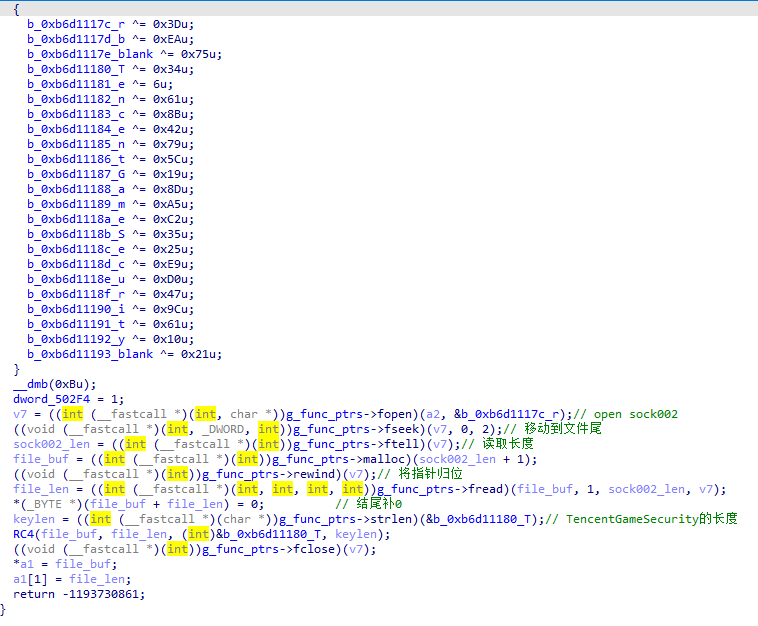 {
b_0xb6d1117c_r ^= 0x3Du;
b_0xb6d1117d_b ^= 0xEAu;
b_0xb6d1117e_blank ^= 0x75u;
b_0xb6d11180_T ^= 0x34u;
b_0xb6d11181_e ^= 6u;
b_0xb6d11182_n ^= 0x61u;
b_0xb6d11183_c ^= 0x8Bu;
b_0xb6d11184_e ^= 0x42u;
b_0xb6d11185_n ^= 0x79u;
b_0xb6d11186_t ^= 0x5Cu;
b_0xb6d11187_G ^= 0x19u;
b_0xb6d11188_a ^= 0x8Du;
b_0xb6d11189_m ^= 0xA5u;
b_0xb6d1118a_e ^= 0xC2u;
b_0xb6d1118b_S ^= 0x35u;
b_0xb6d1118c_e ^= 0x25u;
b_0xb6d1118d_c ^= 0xE9u;
b_0xb6d1118e_u ^= 0xD0u;
b_0xb6d1118f_r ^= 0x47u;
b_0xb6d11190_i ^= 0x9Cu;
b_0xb6d11191_t ^= 0x61u;
b_0xb6d11192_y ^= 0x10u;
b_0xb6d11193_blank ^= 0x21u;
}
__dmb(0xBu);
dword_502F4 = 1;
v7 = ((int (__fastcall *)(int, char *))g_func_ptrs->fopen)(a2, &b_0xb6d1117c_r);// open sock002
((void (__fastcall *)(int, _DWORD, int))g_func_ptrs->fseek)(v7, 0, 2);// 移动到文件尾
sock002_len = ((int (__fastcall *)(int))g_func_ptrs->ftell)(v7);// 读取长度
file_buf = ((int (__fastcall *)(int))g_func_ptrs->malloc)(sock002_len + 1);
((void (__fastcall *)(int))g_func_ptrs->rewind)(v7);// 将指针归位
file_len = ((int (__fastcall *)(int, int, int, int))g_func_ptrs->fread)(file_buf, 1, sock002_len, v7);
*(_BYTE *)(file_buf + file_len) = 0; // 结尾补0
keylen = ((int (__fastcall *)(char *))g_func_ptrs->strlen)(&b_0xb6d11180_T);// TencentGameSecurity的长度
RC4(file_buf, file_len, (int)&b_0xb6d11180_T, keylen);
((void (__fastcall *)(int))g_func_ptrs->fclose)(v7);
*a1 = file_buf;
a1[1] = file_len;
return -1193730861;
}